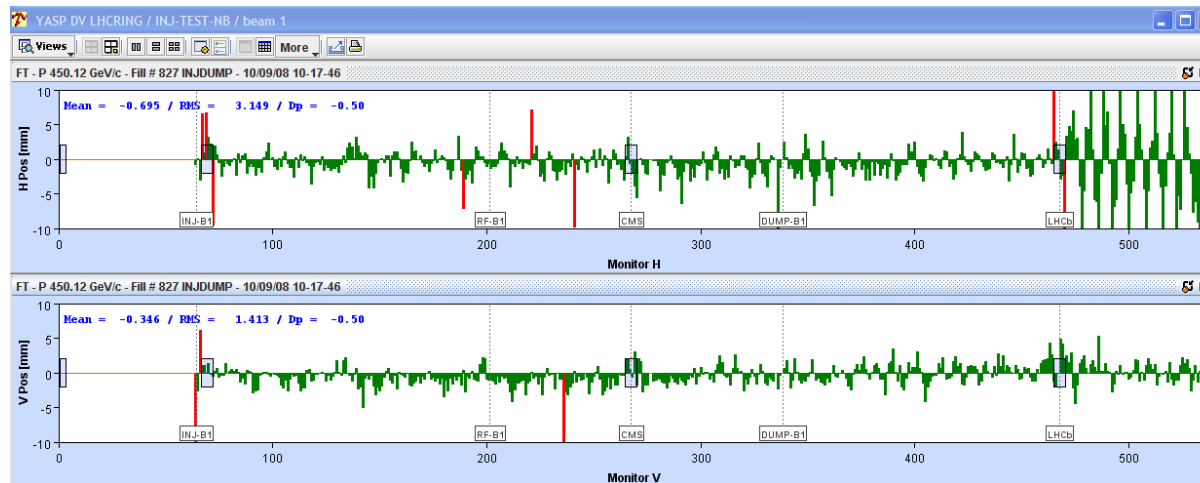 YASP DV LHCRING / INJ-TEST-NB / beam 1
Views More
FT - P 450.12 GeV/c - Fill # 827 INJDUMP - 10/09/08 10-17-46
Mean = -0.695 / RMS = 3.149 / Dp = -0.50
H Pos [mm]
10
5
0
-5
-10
INJ-B1 RF-B1 CMS DUMP-B1 LHCb
0 100 200 300 400 500
Monitor H
FT - P 450.12 GeV/c - Fill # 827 INJDUMP - 10/09/08 10-17-46
Mean = -0.346 / RMS = 1.413 / Dp = -0.50
V Pos [mm]
10
5
0
-5
-10
INJ-B1 RF-B1 CMS DUMP-B1 LHCb
0 100 200 300 400 500
Monitor V